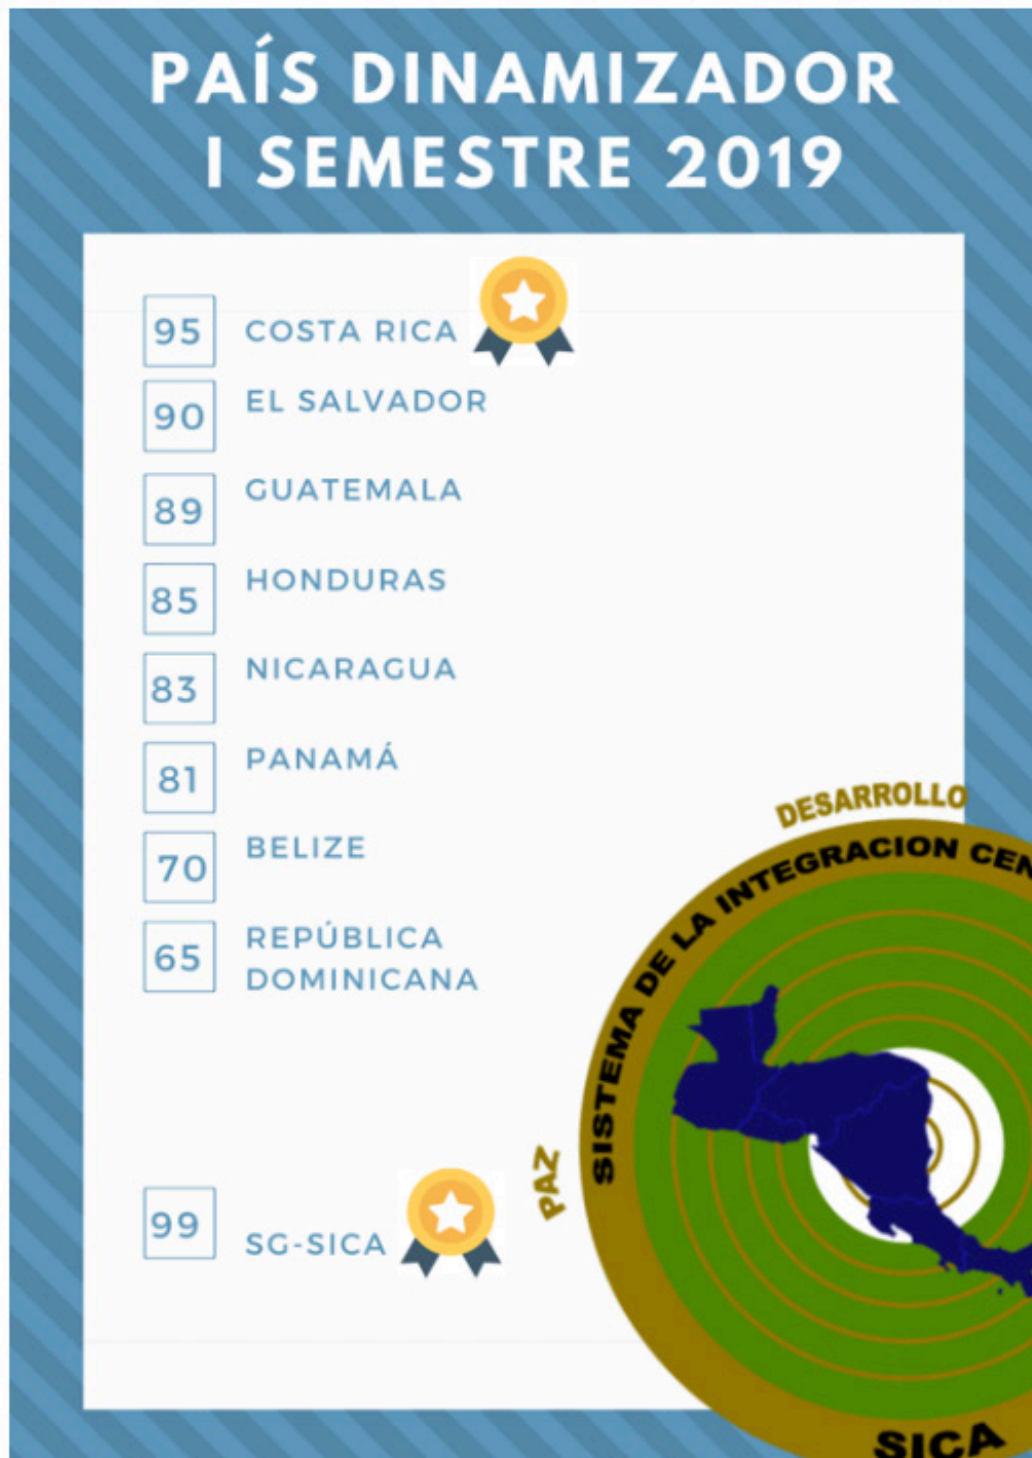 PAÍS DINAMIZADOR
I SEMESTRE 2019
95 COSTA RICA
90 EL SALVADOR
89 GUATEMALA
85 HONDURAS
83 NICARAGUA
81 PANAMÁ
70 BELIZE
65 REPÚBLICA
DOMINICANA
99 SG-SICA
DESARROLLO
SISTEMA DE LA INTEGRACION CEN
PAZ
SICA